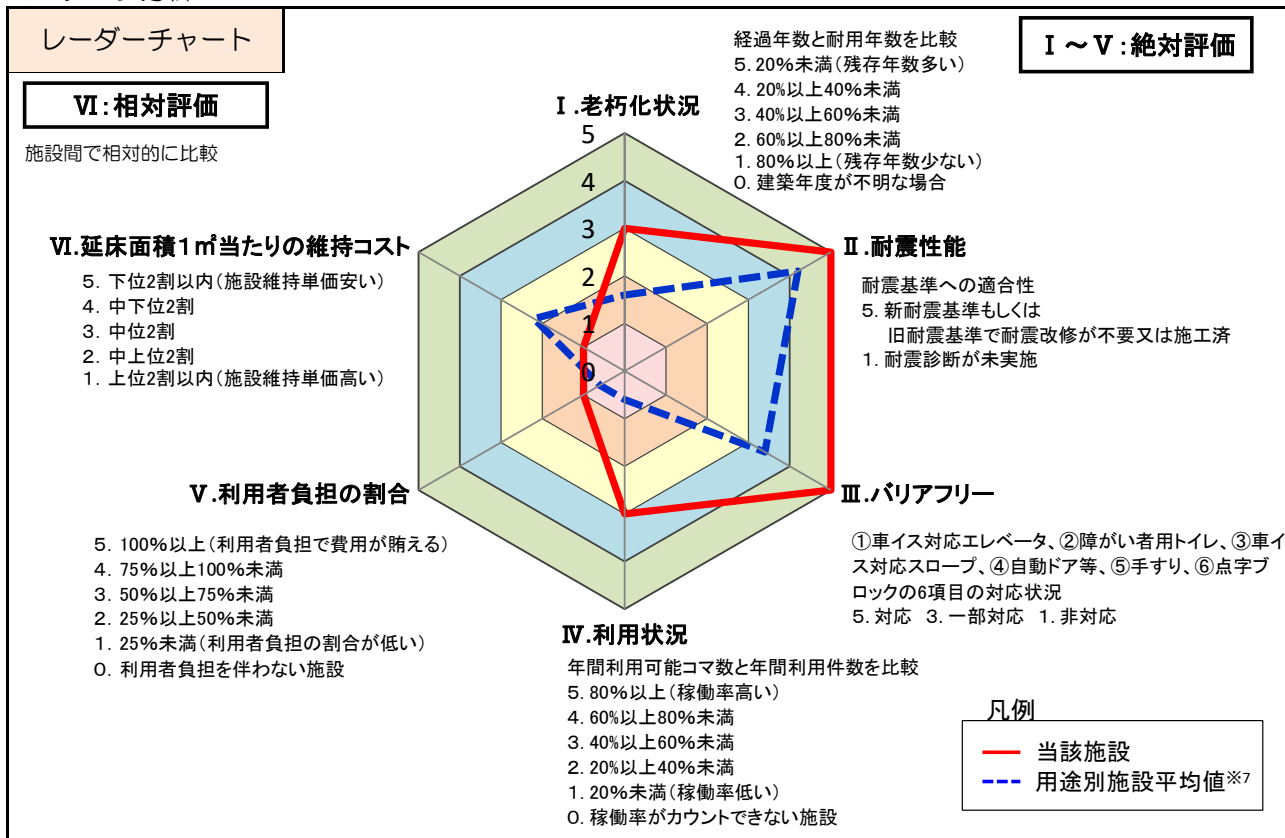 レーダーチャート
Ⅰ～Ⅴ:絶対評価
Ⅵ:相対評価
施設間で相対的に比較
経過年数と耐用年数を比較
5. 20%未満(残存年数多い)
4. 20%以上40%未満
3. 40%以上60%未満
2. 60%以上80%未満
1. 80%以上(残存年数少ない)
0. 建築年度が不明な場合
Ⅰ.老朽化状況
5
4
3
2
1
0
Ⅵ.延床面積1㎡当たりの維持コスト
5. 下位2割以内(施設維持単価安い)
4. 中下位2割
3. 中位2割
2. 中上位2割
1. 上位2割以内(施設維持単価高い)
Ⅱ.耐震性能
耐震基準への適合性
5. 新耐震基準もしくは
旧耐震基準で耐震改修が不要又は施工済
1. 耐震診断が未実施
Ⅴ.利用者負担の割合
5. 100%以上(利用者負担で費用が賄える)
4. 75%以上100%未満
3. 50%以上75%未満
2. 25%以上50%未満
1. 25%未満(利用者負担の割合が低い)
0. 利用者負担を伴わない施設
Ⅲ.バリアフリー
①車イス対応エレベータ、②障がい者用トイレ、③車イ
ス対応スロープ、④自動ドア等、⑤手すり、⑥点字ブ
ロックの6項目の対応状況
5. 対応 3. 一部対応 1. 非対応
Ⅳ.利用状況
年間利用可能コマ数と年間利用件数を比較
5. 80%以上(稼働率高い)
4. 60%以上80%未満
3. 40%以上60%未満
2. 20%以上40%未満
1. 20%未満(稼働率低い)
0. 稼働率がカウントできない施設
凡例
当該施設
用途別施設平均値※7